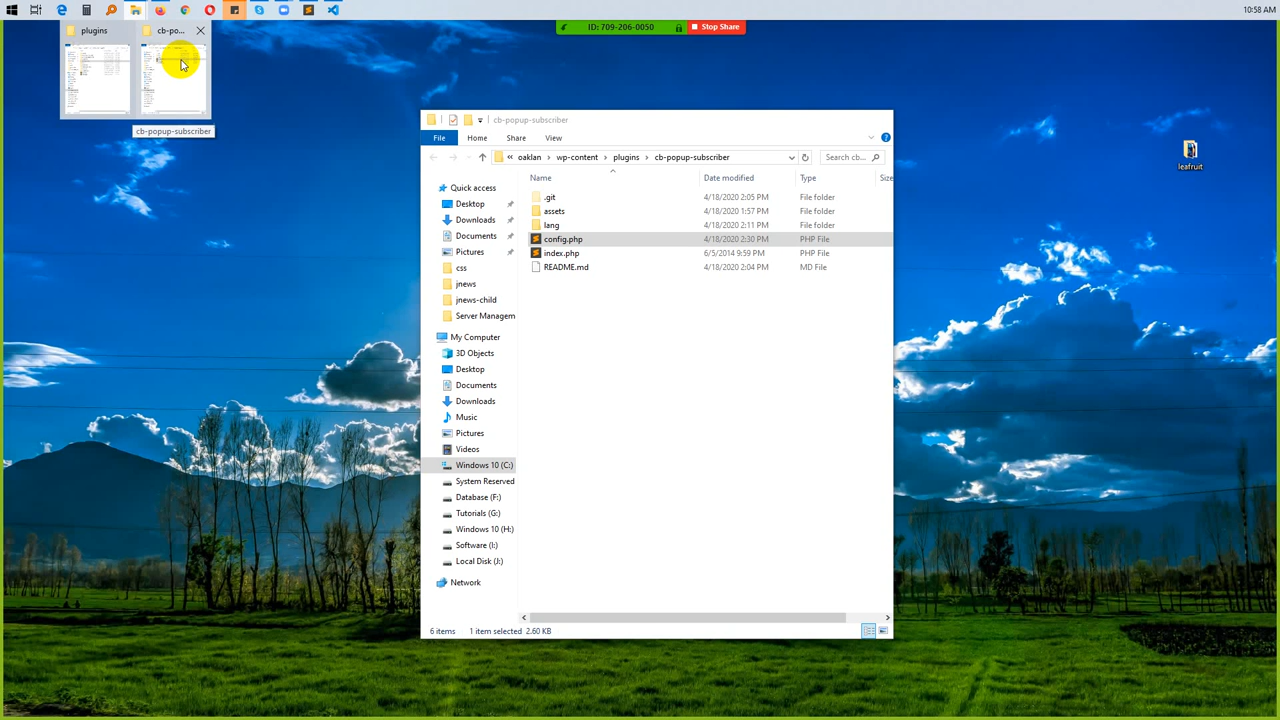 10:58 AM
plugins
cb-po...
ID: 709-206-0050
Stop Share
cb-popup-subscriber
cb-popup-subscriber
File Home Share View
« oaklan > wp-content > plugins > cb-popup-subscriber
Search cb...
Name Date modified Type Size
Quick access
Desktop
Downloads
Documents
Pictures
css
jnews
jnews-child
Server Managem
My Computer
3D Objects
Desktop
Documents
Downloads
Music
Pictures
Videos
Windows 10 (C:)
System Reserved
Database (F:)
Tutorials (G:)
Windows 10 (H:)
Software (I:)
Local Disk (J:)
Network
.git 4/18/2020 2:05 PM File folder
assets 4/18/2020 1:57 PM File folder
lang 4/18/2020 2:11 PM File folder
config.php 4/18/2020 2:30 PM PHP File
index.php 6/5/2014 9:59 PM PHP File
README.md 4/18/2020 2:04 PM MD File
6 items 1 item selected 2.60 KB
leafruit